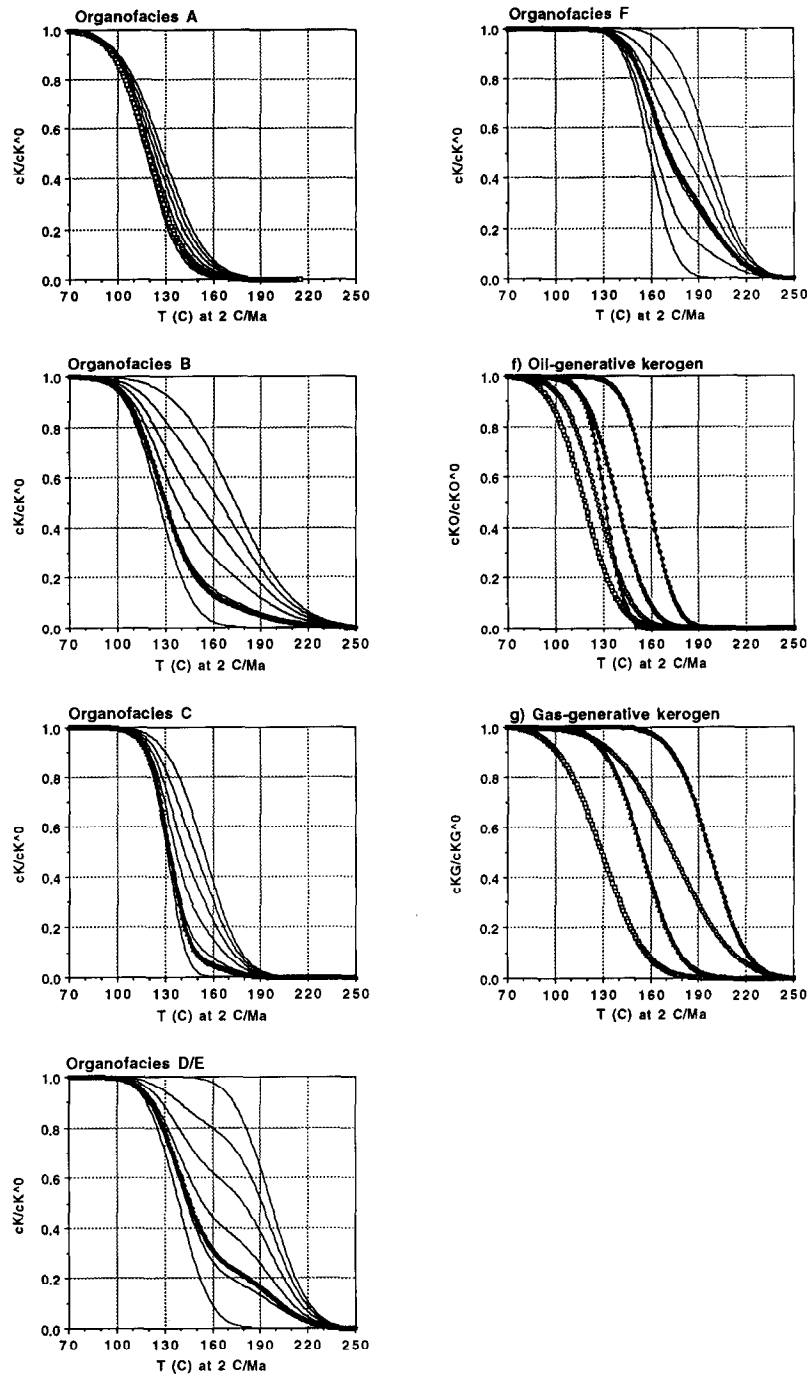 Organofacies A
1.0
0.8
0.6
0.4
0.2
0.0
cK/cK^0
70 100 130 160 190 220 250
T (C) at 2 C/Ma
Organofacies B
1.0
0.8
0.6
0.4
0.2
0.0
cK/cK^0
70 100 130 160 190 220 250
T (C) at 2 C/Ma
Organofacies C
1.0
0.8
0.6
0.4
0.2
0.0
cK/cK^0
70 100 130 160 190 220 250
T (C) at 2 C/Ma
Organofacies D/E
1.0
0.8
0.6
0.4
0.2
0.0
cK/cK^0
70 100 130 160 190 220 250
T (C) at 2 C/Ma
Organofacies F
1.0
0.8
0.6
0.4
0.2
0.0
cK/cK^0
70 100 130 160 190 220 250
T (C) at 2 C/Ma
f) Oil-generative kerogen
1.0
0.8
0.6
0.4
0.2
0.0
cKO/cKO^0
70 100 130 160 190 220 250
T (C) at 2 C/Ma
g) Gas-generative kerogen
1.0
0.8
0.6
0.4
0.2
0.0
cKG/cKG^0
70 100 130 160 190 220 250
T (C) at 2 C/Ma